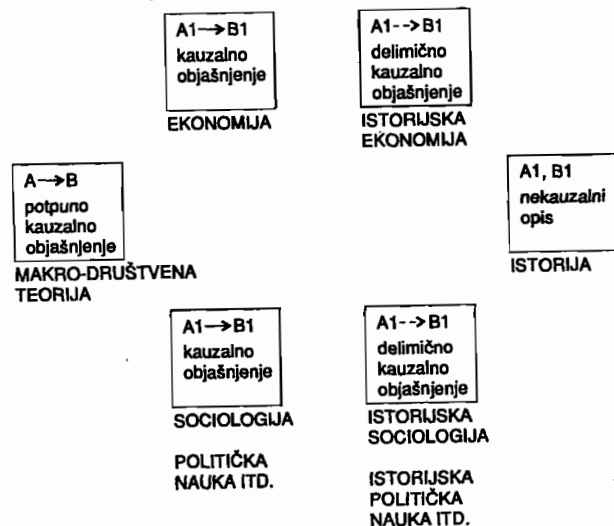 A1—>B1
kauzalno
objašnjenje
EKONOMIJA
A1-->B1
delimično
kauzalno
objašnjenje
ISTORIJSKA
EKONOMIJA
A—>B
potpuno
kauzalno
objašnjenje
MAKRO-DRUŠTVENA
TEORIJA
A1, B1
nekauzalni
opis
ISTORIJA
A1—>B1
kauzalno
objašnjenje
SOCIOLOGIJA
POLITIČKA
NAUKA ITD.
A1-->B1
delimično
kauzalno
objašnjenje
ISTORIJSKA
SOCIOLOGIJA
ISTORIJSKA
POLITIČKA
NAUKA ITD.